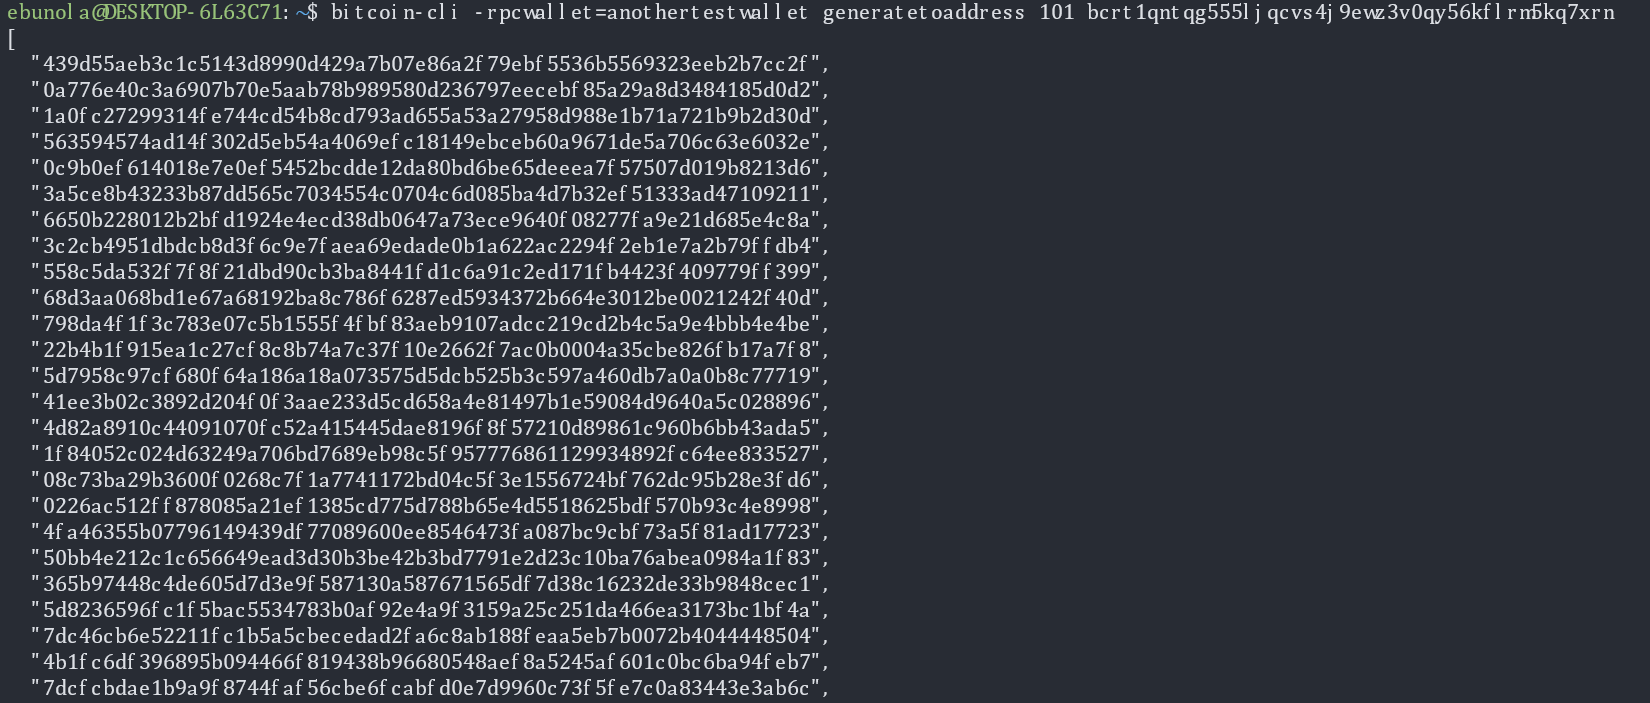 ebunola@DESKTOP-6L63C71:~$ bitcoin-cli -rpcwallet=anothertestwallet generatetoaddress 101 bcrt1qntqg555ljqcvs4j9ewz3v0qy56kflrm5kq7xrn
[
"439d55aeb3c1c5143d8990d429a7b07e86a2f79ebf5536b5569323eeb2b7cc2f",
"0a776e40c3a6907b70e5aab78b989580d236797eecebf85a29a8d3484185d0d2",
"1a0fc27299314fe744cd54b8cd793ad655a53a27958d988e1b71a721b9b2d30d",
"563594574ad14f302d5eb54a4069efc18149ebceb60a9671de5a706c63e6032e",
"0c9b0ef614018e7e0ef5452bcdde12da80bd6be65deeea7f57507d019b8213d6",
"3a5ce8b43233b87dd565c7034554c0704c6d085ba4d7b32ef51333ad47109211",
"6650b228012b2bfd1924e4ecd38db0647a73ece9640f08277fa9e21d685e4c8a",
"3c2cb4951dbdcb8d3f6c9e7faea69edade0b1a622ac2294f2eb1e7a2b79ffdb4",
"558c5da532f7f8f21dbd90cb3ba8441fd1c6a91c2ed171fb4423f409779ff399",
"68d3aa068bd1e67a68192ba8c786f6287ed5934372b664e3012be0021242f40d",
"798da4f1f3c783e07c5b1555f4fbf83aeb9107adcc219cd2b4c5a9e4bbb4e4be",
"22b4b1f915ea1c27cf8c8b74a7c37f10e2662f7ac0b0004a35cbe826fb17a7f8",
"5d7958c97cf680f64a186a18a073575d5dcb525b3c597a460db7a0a0b8c77719",
"41ee3b02c3892d204f0f3aae233d5cd658a4e81497b1e59084d9640a5c028896",
"4d82a8910c44091070fc52a415445dae8196f8f57210d89861c960b6bb43ada5",
"1f84052c024d63249a706bd7689eb98c5f957776861129934892fc64ee833527",
"08c73ba29b3600f0268c7f1a7741172bd04c5f3e1556724bf762dc95b28e3fd6",
"0226ac512ff878085a21ef1385cd775d788b65e4d5518625bdf570b93c4e8998",
"4fa46355b07796149439df77089600ee8546473fa087bc9cbf73a5f81ad17723",
"50bb4e212c1c656649ead3d30b3be42b3bd7791e2d23c10ba76abea0984a1f83",
"365b97448c4de605d7d3e9f587130a587671565df7d38c16232de33b9848cec1",
"5d8236596fc1f5bac5534783b0af92e4a9f3159a25c251da466ea3173bc1bf4a",
"7dc46cb6e52211fc1b5a5cbecedad2fa6c8ab188feaa5eb7b0072b4044448504",
"4b1fc6df396895b094466f819438b96680548aef8a5245af601c0bc6ba94feb7",
"7dcfcbdae1b9a9f8744faf56cbe6fcabfd0e7d9960c73f5fe7c0a83443e3ab6c",